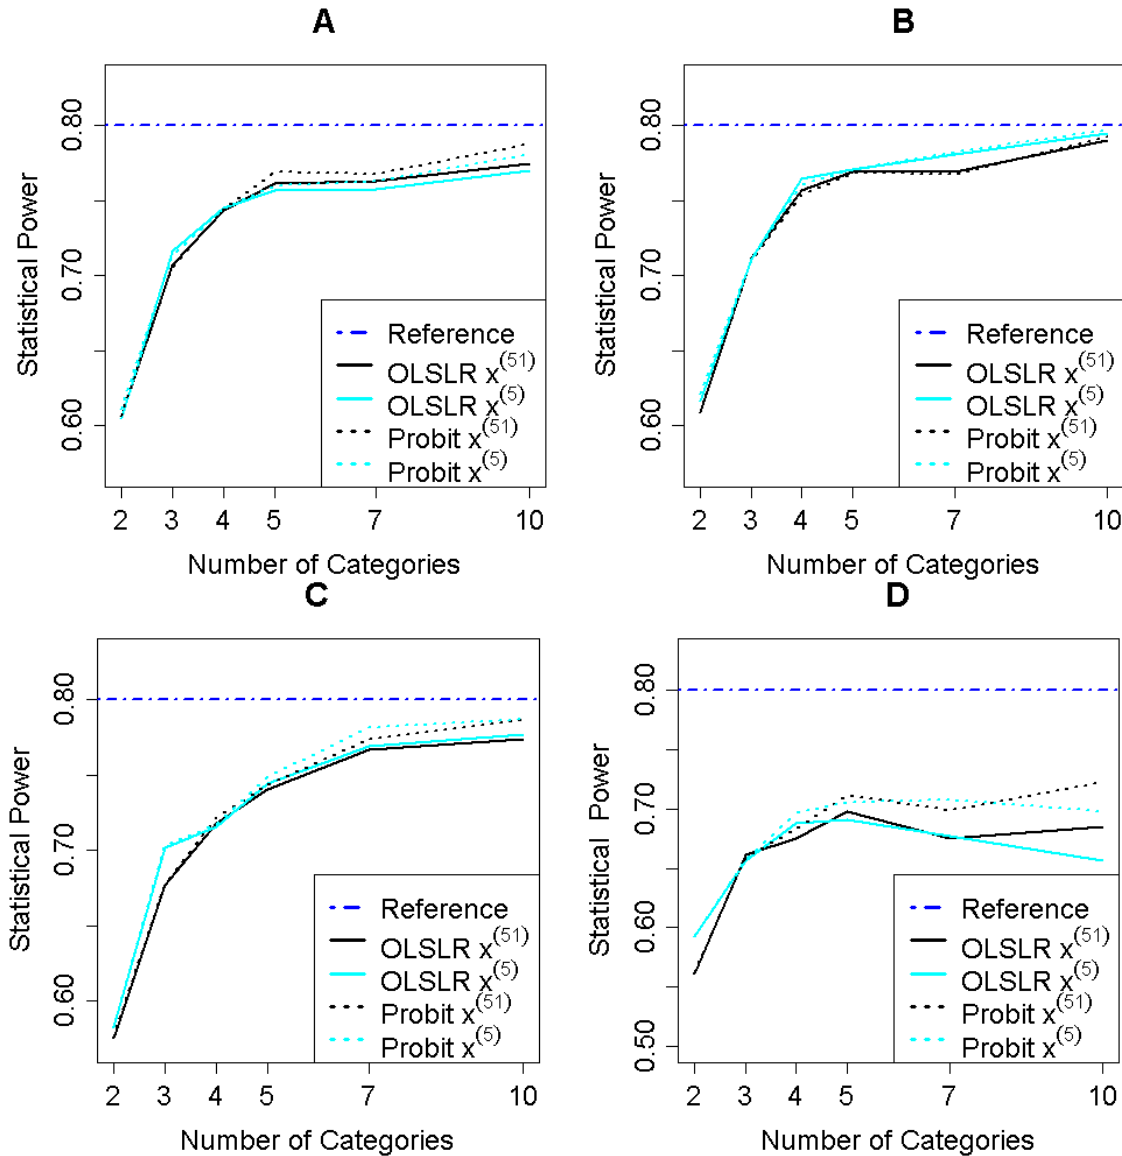 A
Statistical Power
0.80
0.70
0.60
Reference
OLSLR x^(51)
OLSLR x^(5)
Probit x^(51)
Probit x^(5)
2 3 4 5 7 10
Number of Categories
B
Statistical Power
0.80
0.70
0.60
Reference
OLSLR x^(51)
OLSLR x^(5)
Probit x^(51)
Probit x^(5)
2 3 4 5 7 10
Number of Categories
C
Statistical Power
0.80
0.70
0.60
Reference
OLSLR x^(51)
OLSLR x^(5)
Probit x^(51)
Probit x^(5)
2 3 4 5 7 10
Number of Categories
D
Statistical Power
0.80
0.70
0.60
0.50
Reference
OLSLR x^(51)
OLSLR x^(5)
Probit x^(51)
Probit x^(5)
2 3 4 5 7 10
Number of Categories